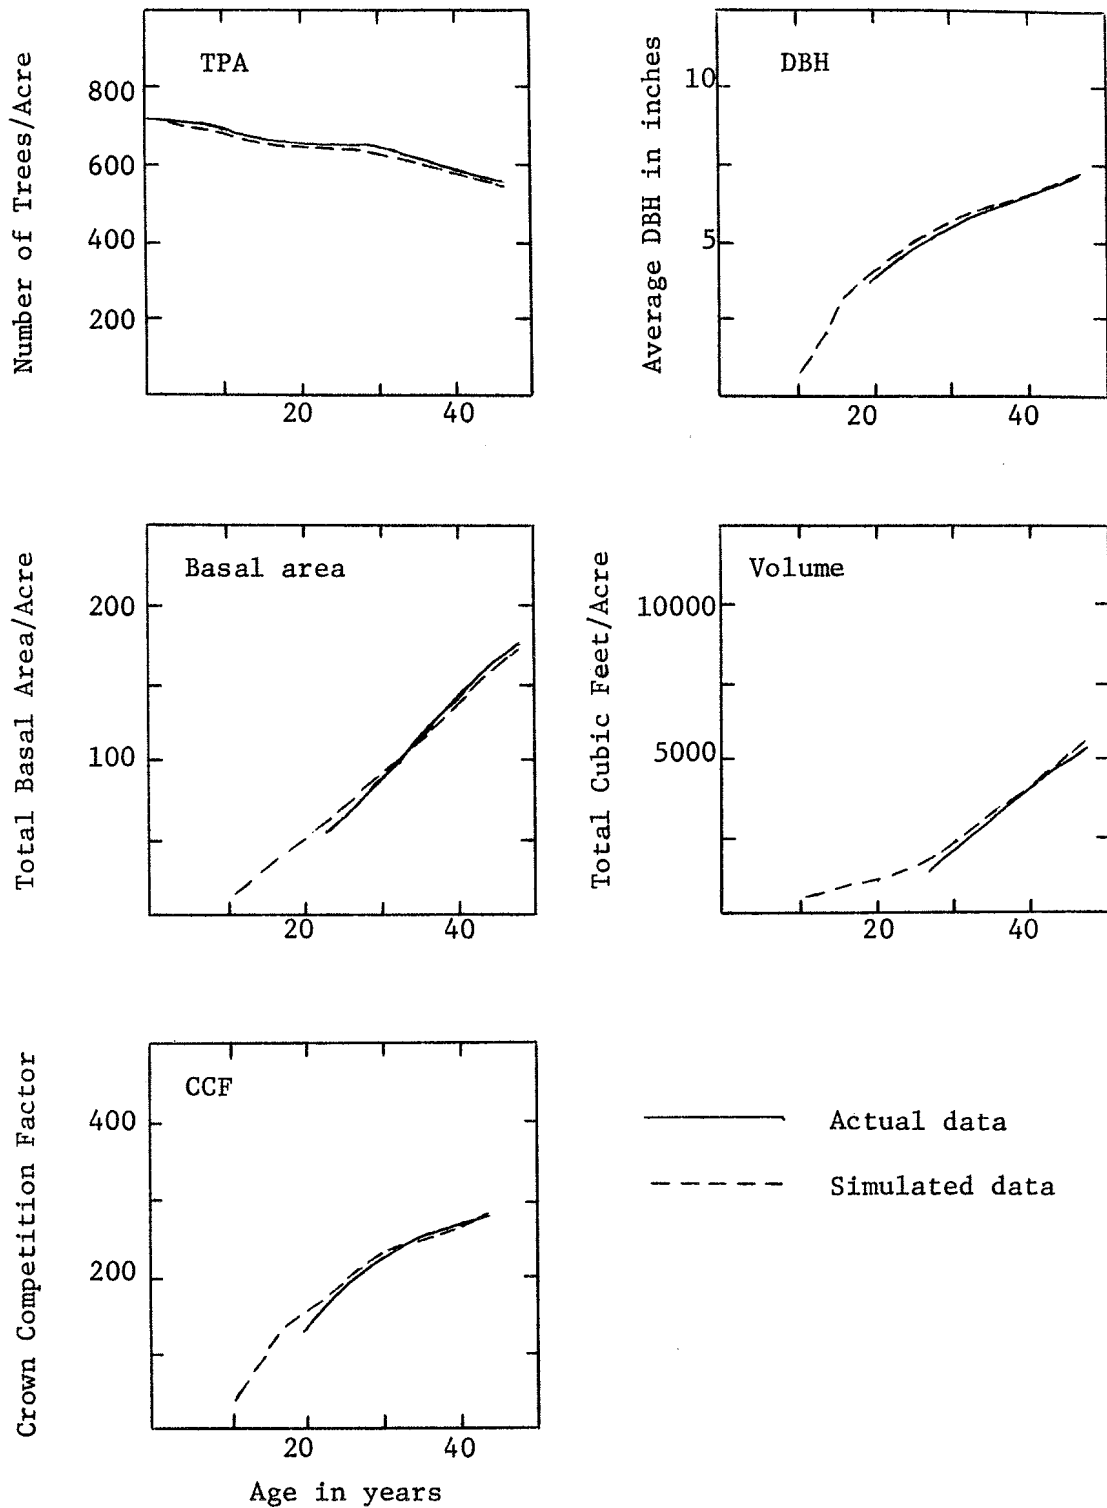 TPA
Number of Trees/Acre
800
600
400
200
20 40
DBH
Average DBH in inches
10
5
20 40
Basal area
Total Basal Area/Acre
200
100
20 40
Volume
Total Cubic Feet/Acre
10000
5000
20 40
CCF
Crown Competition Factor
400
200
20 40
Age in years
Actual data
Simulated data